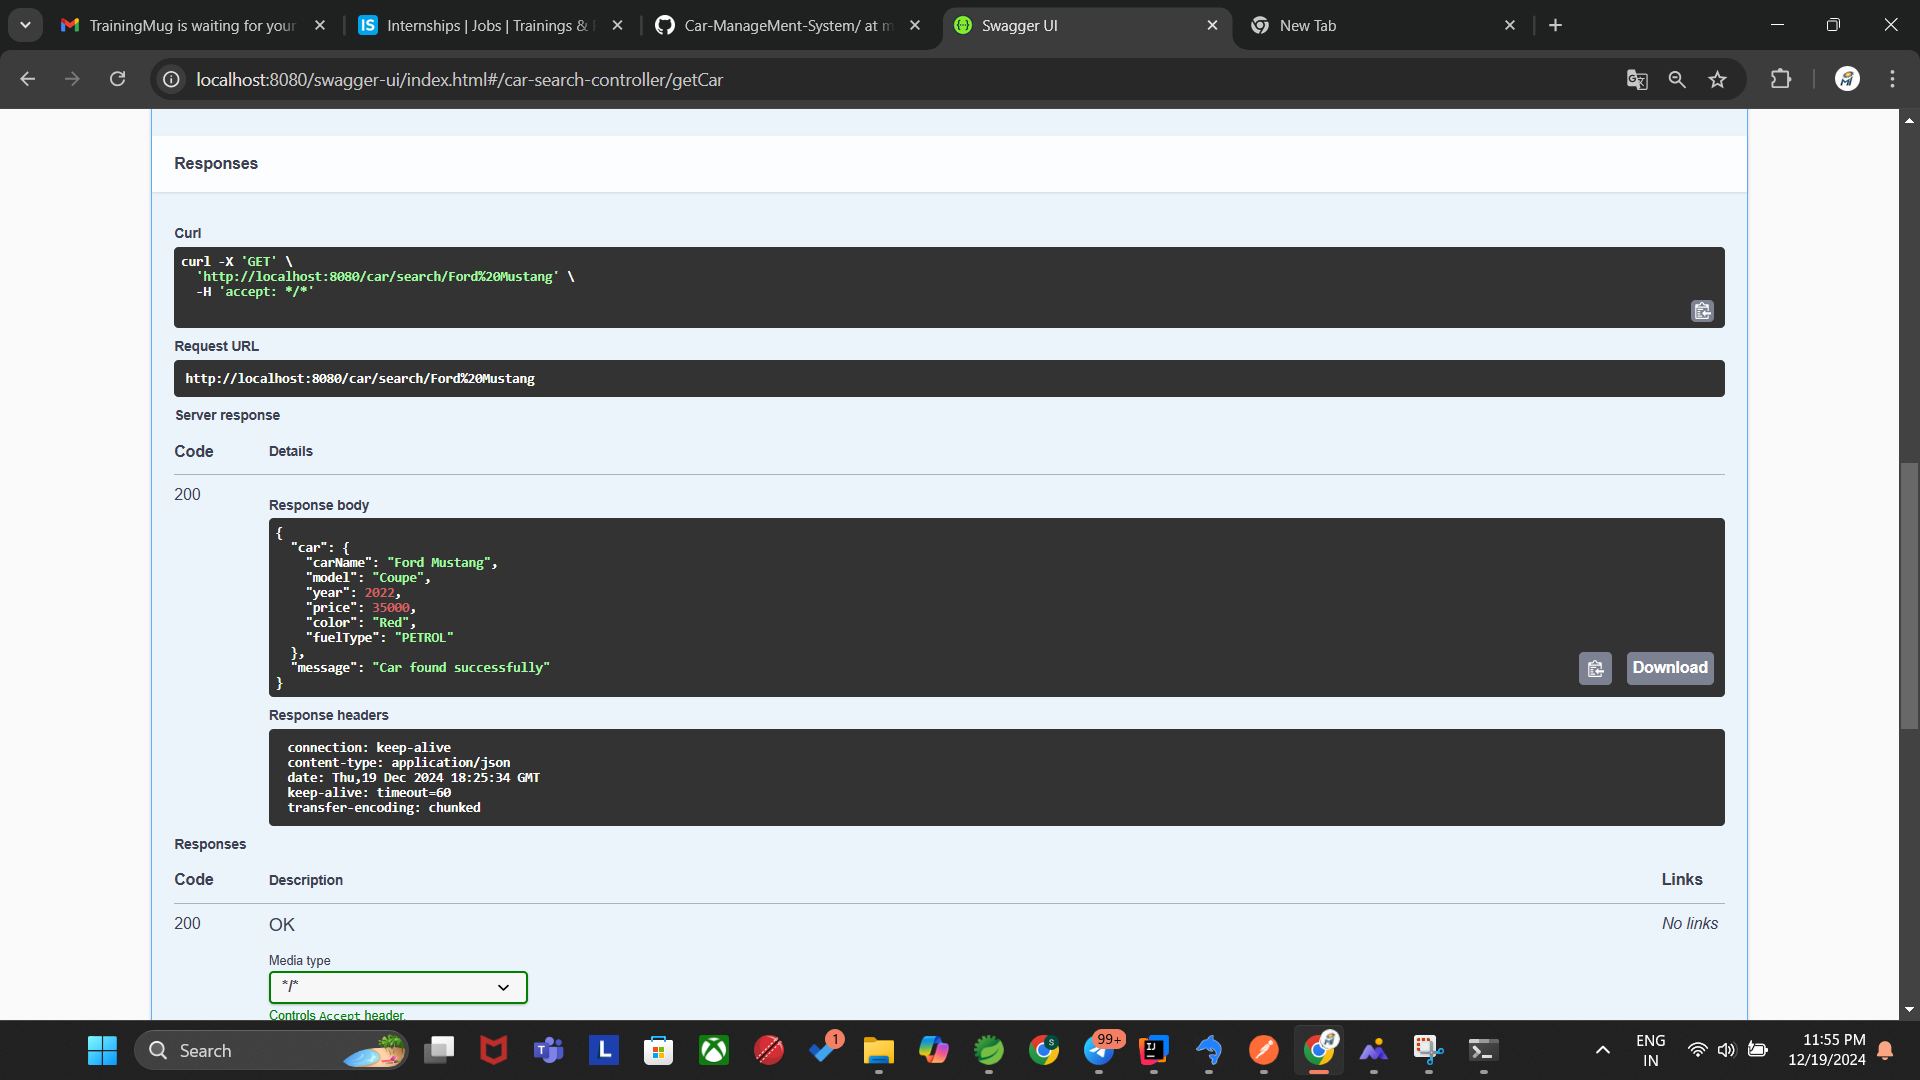 TrainingMug is waiting for your
Internships | Jobs | Trainings &
Car-ManageMent-System/ at m
Swagger UI
New Tab
localhost:8080/swagger-ui/index.html#/car-search-controller/getCar
Responses
Curl
curl -X 'GET' \
'http://localhost:8080/car/search/Ford%20Mustang' \
-H 'accept: */*'
Request URL
http://localhost:8080/car/search/Ford%20Mustang
Server response
Code Details
200
Response body
{
"car": {
"carName": "Ford Mustang",
"model": "Coupe",
"year": 2022,
"price": 35000,
"color": "Red",
"fuelType": "PETROL"
},
"message": "Car found successfully"
}
Download
Response headers
connection: keep-alive
content-type: application/json
date: Thu,19 Dec 2024 18:25:34 GMT
keep-alive: timeout=60
transfer-encoding: chunked
Responses
Code Description Links
200 OK No links
Media type
*/*
Controls Accept header.
Search
1
99+
ENG
IN
11:55 PM
12/19/2024